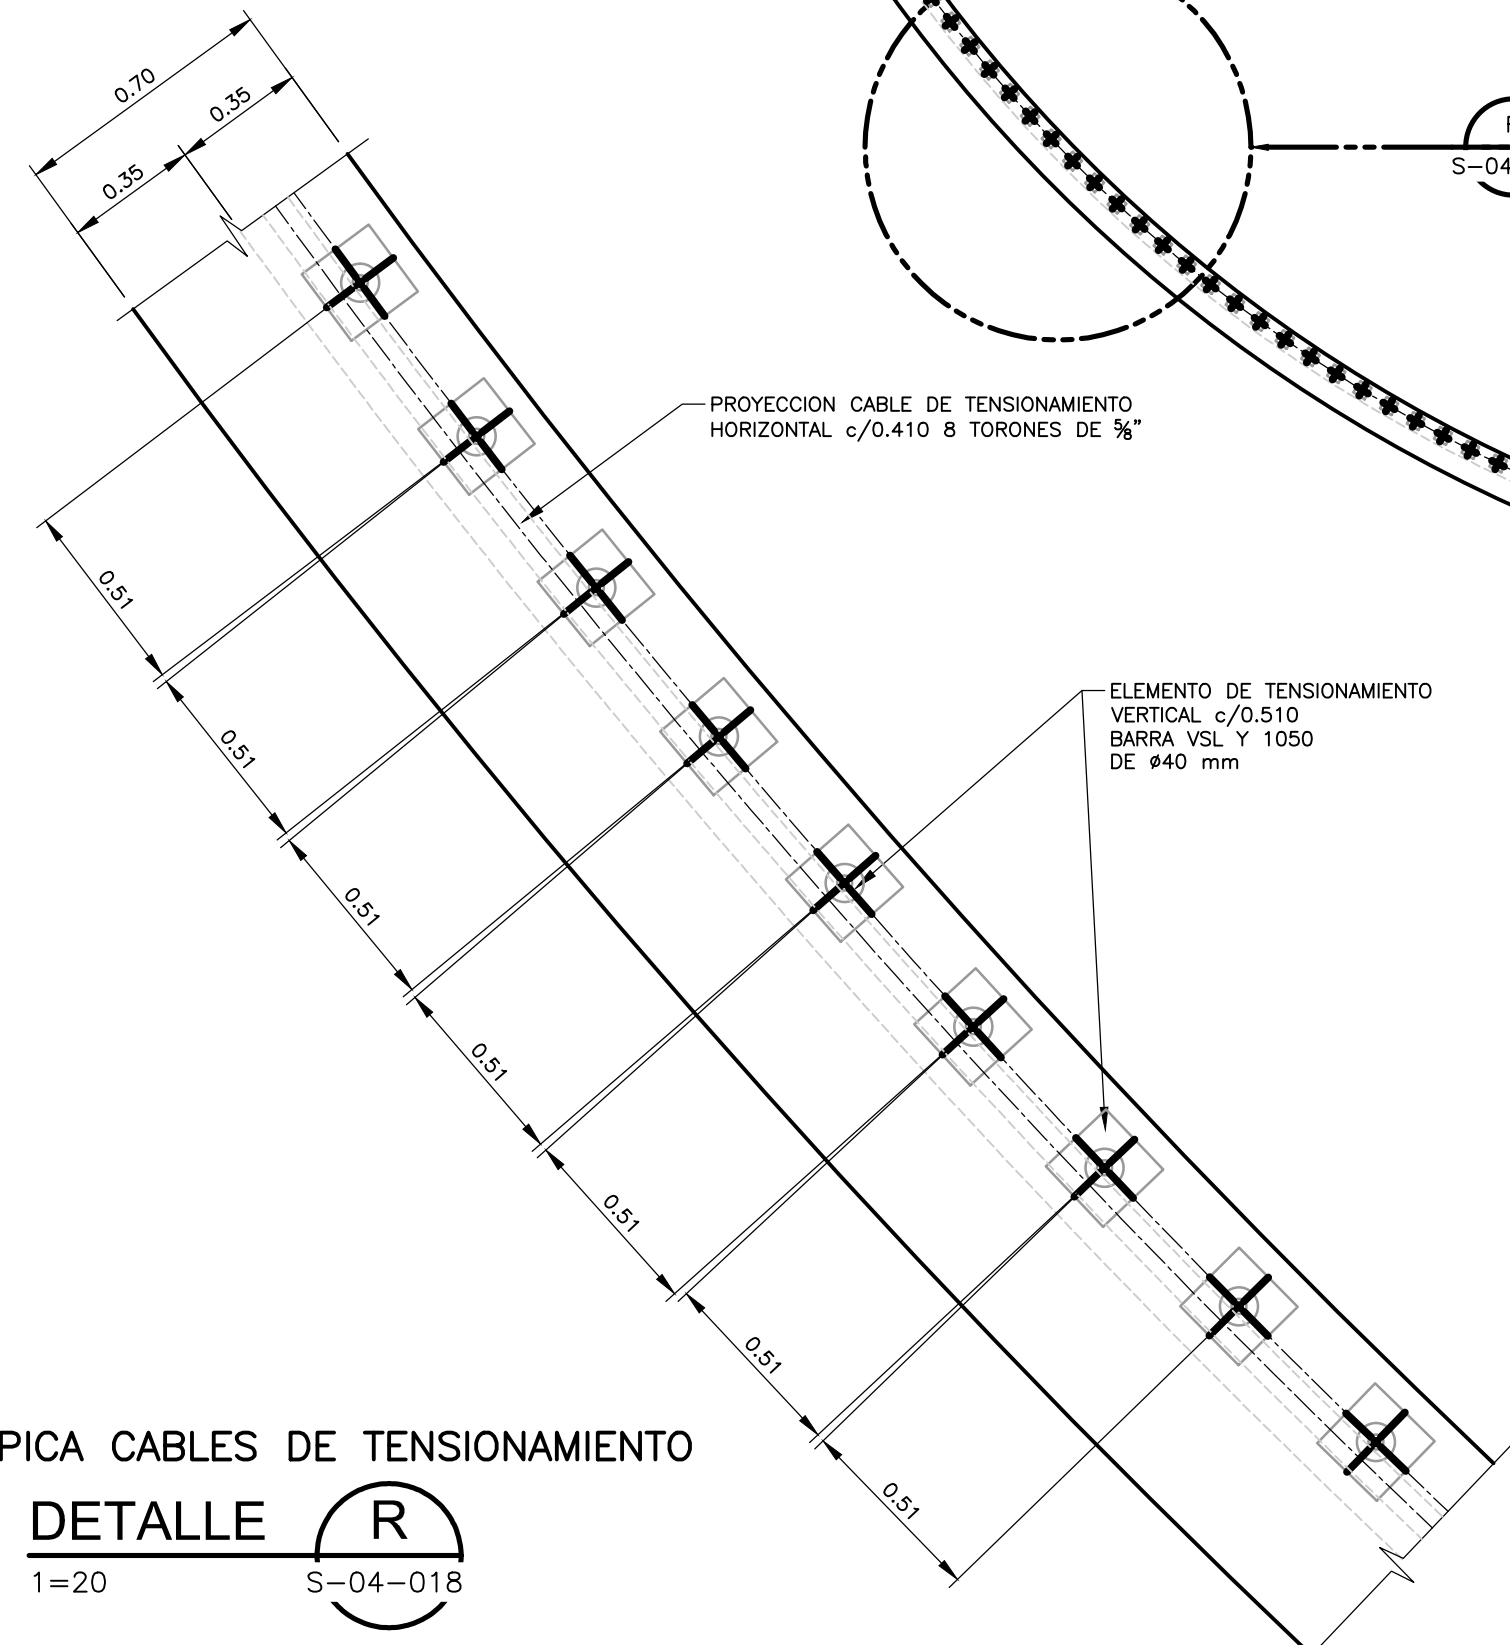 0.70
0.35
0.35
S-04
PROYECCION CABLE DE TENSIONAMIENTO
HORIZONTAL c/0.410 8 TORONES DE ⅝"
0.51
ELEMENTO DE TENSIONAMIENTO
VERTICAL c/0.510
BARRA VSL Y 1050
DE ø40 mm
0.51
0.51
0.51
0.51
0.51
0.51
PICA CABLES DE TENSIONAMIENTO
DETALLE R
1=20 S-04-018